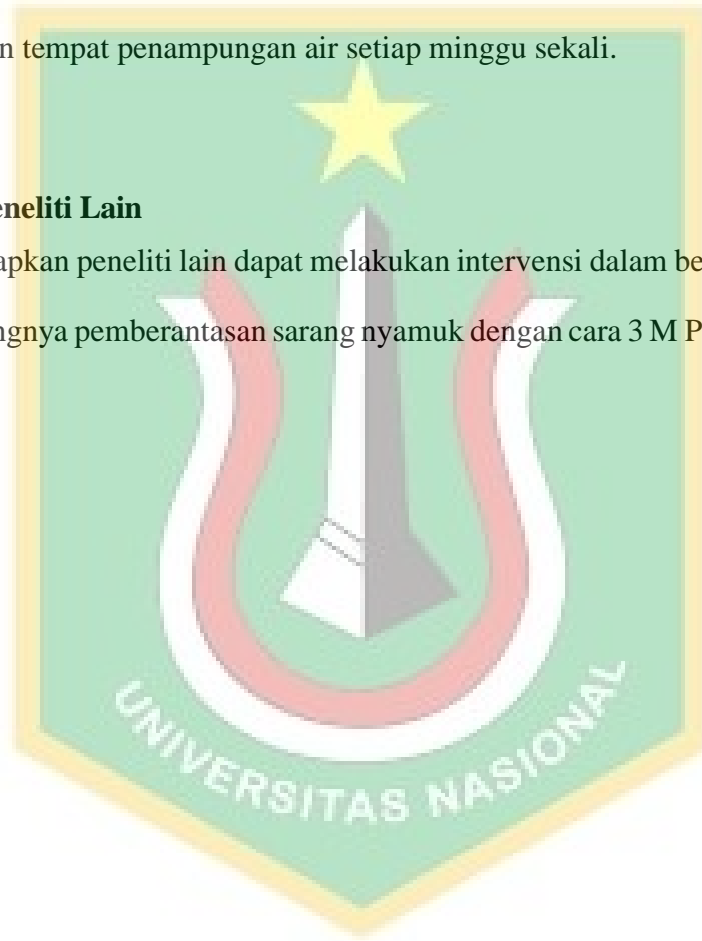 n tempat penampungan air setiap minggu sekali.
eneliti Lain
apkan peneliti lain dapat melakukan intervensi dalam be
ngnya pemberantasan sarang nyamuk dengan cara 3 M P
UNIVERSITAS NASIONAL